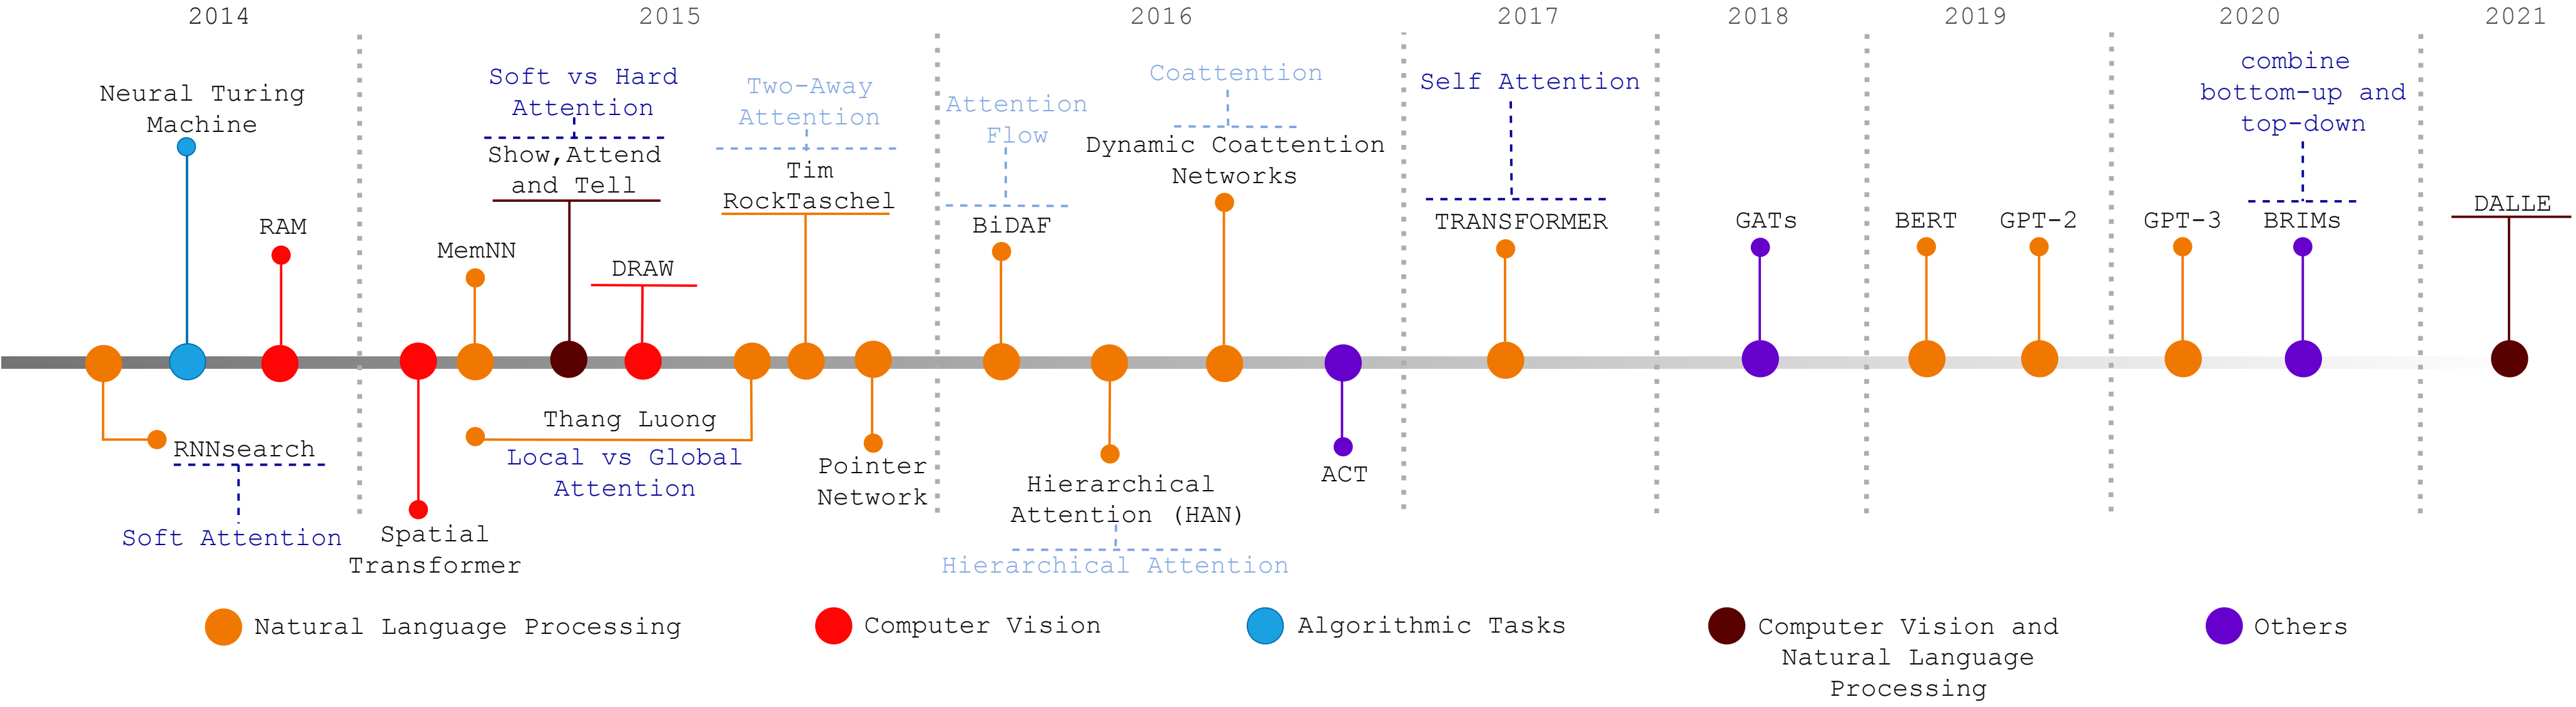 2014
2015
2016
2017
2018
2019
2020
2021
Neural Turing
Machine
RAM
RNNsearch
Soft Attention
Soft vs Hard
Attention
Show,Attend
and Tell
MemNN
DRAW
Two-Away
Attention
Tim
RockTaschel
Thang Luong
Local vs Global
Attention
Spatial
Transformer
Pointer
Network
Attention
Flow
BiDAF
Coattention
Dynamic Coattention
Networks
Hierarchical
Attention (HAN)
Hierarchical Attention
ACT
Self Attention
TRANSFORMER
GATs
BERT
GPT-2
GPT-3
combine
bottom-up and
top-down
BRIMs
DALLE
Natural Language Processing
Computer Vision
Algorithmic Tasks
Computer Vision and
Natural Language
Processing
Others